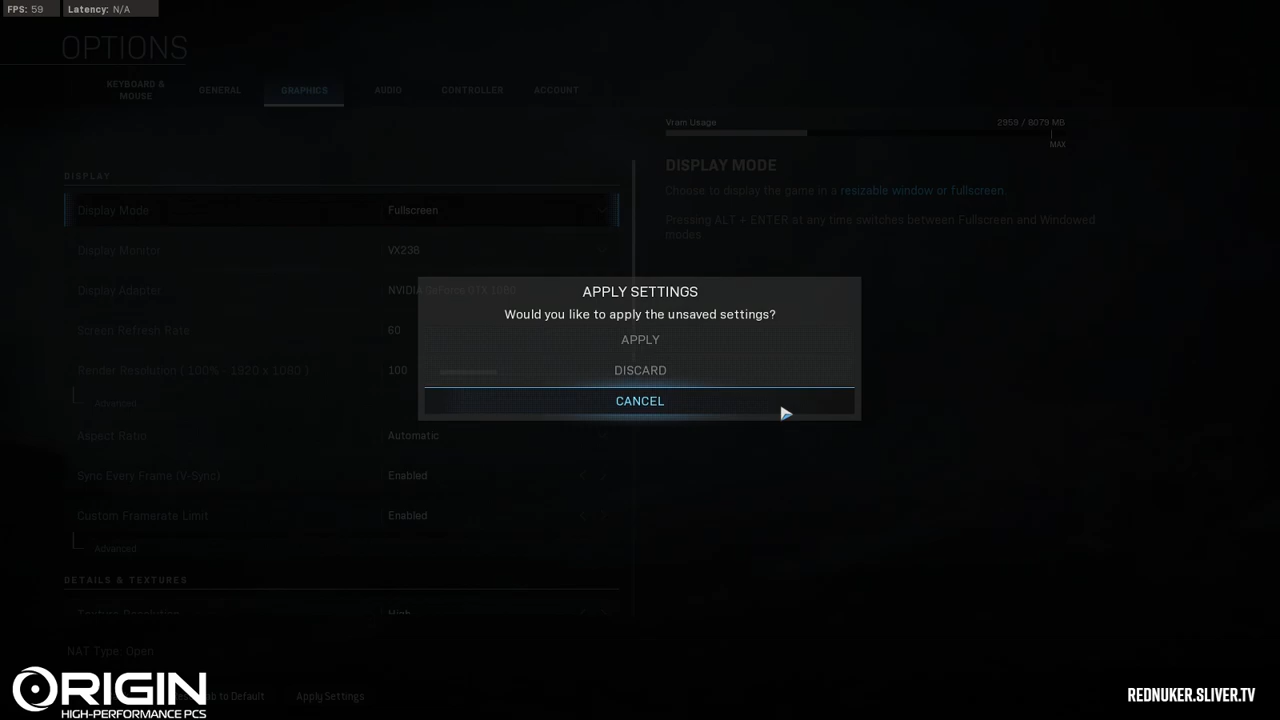 FPS: 59 Latency: N/A
OPTIONS
KEYBOARD &
MOUSE
GENERAL
GRAPHICS
AUDIO
CONTROLLER
ACCOUNT
Vram Usage 2959 / 8079 MB
MAX
DISPLAY
DISPLAY MODE
Choose to display the game in a resizable window or fullscreen.
Pressing ALT + ENTER at any time switches between Fullscreen and Windowed
modes
Display Mode Fullscreen
Display Monitor VX238
Display Adapter NVIDIA GeForce GTX 1080
Screen Refresh Rate 60
Render Resolution ( 100% - 1920 x 1080 ) 100
Advanced
Aspect Ratio Automatic
Sync Every Frame (V-Sync) Enabled
Custom Framerate Limit Enabled
Advanced
DETAILS & TEXTURES
Texture Resolution High
APPLY SETTINGS
Would you like to apply the unsaved settings?
APPLY
DISCARD
CANCEL
NAT Type: Open
to Default Apply Settings
ORIGIN
HIGH-PERFORMANCE PCS
REDNUKER.SLIVER.TV